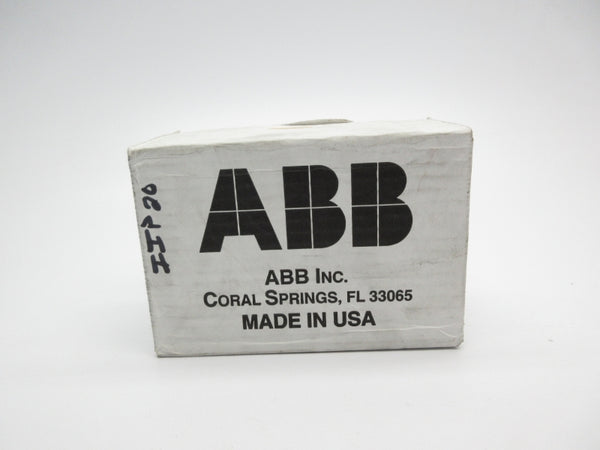 ABB
ABB INC.
CORAL SPRINGS, FL 33065
MADE IN USA